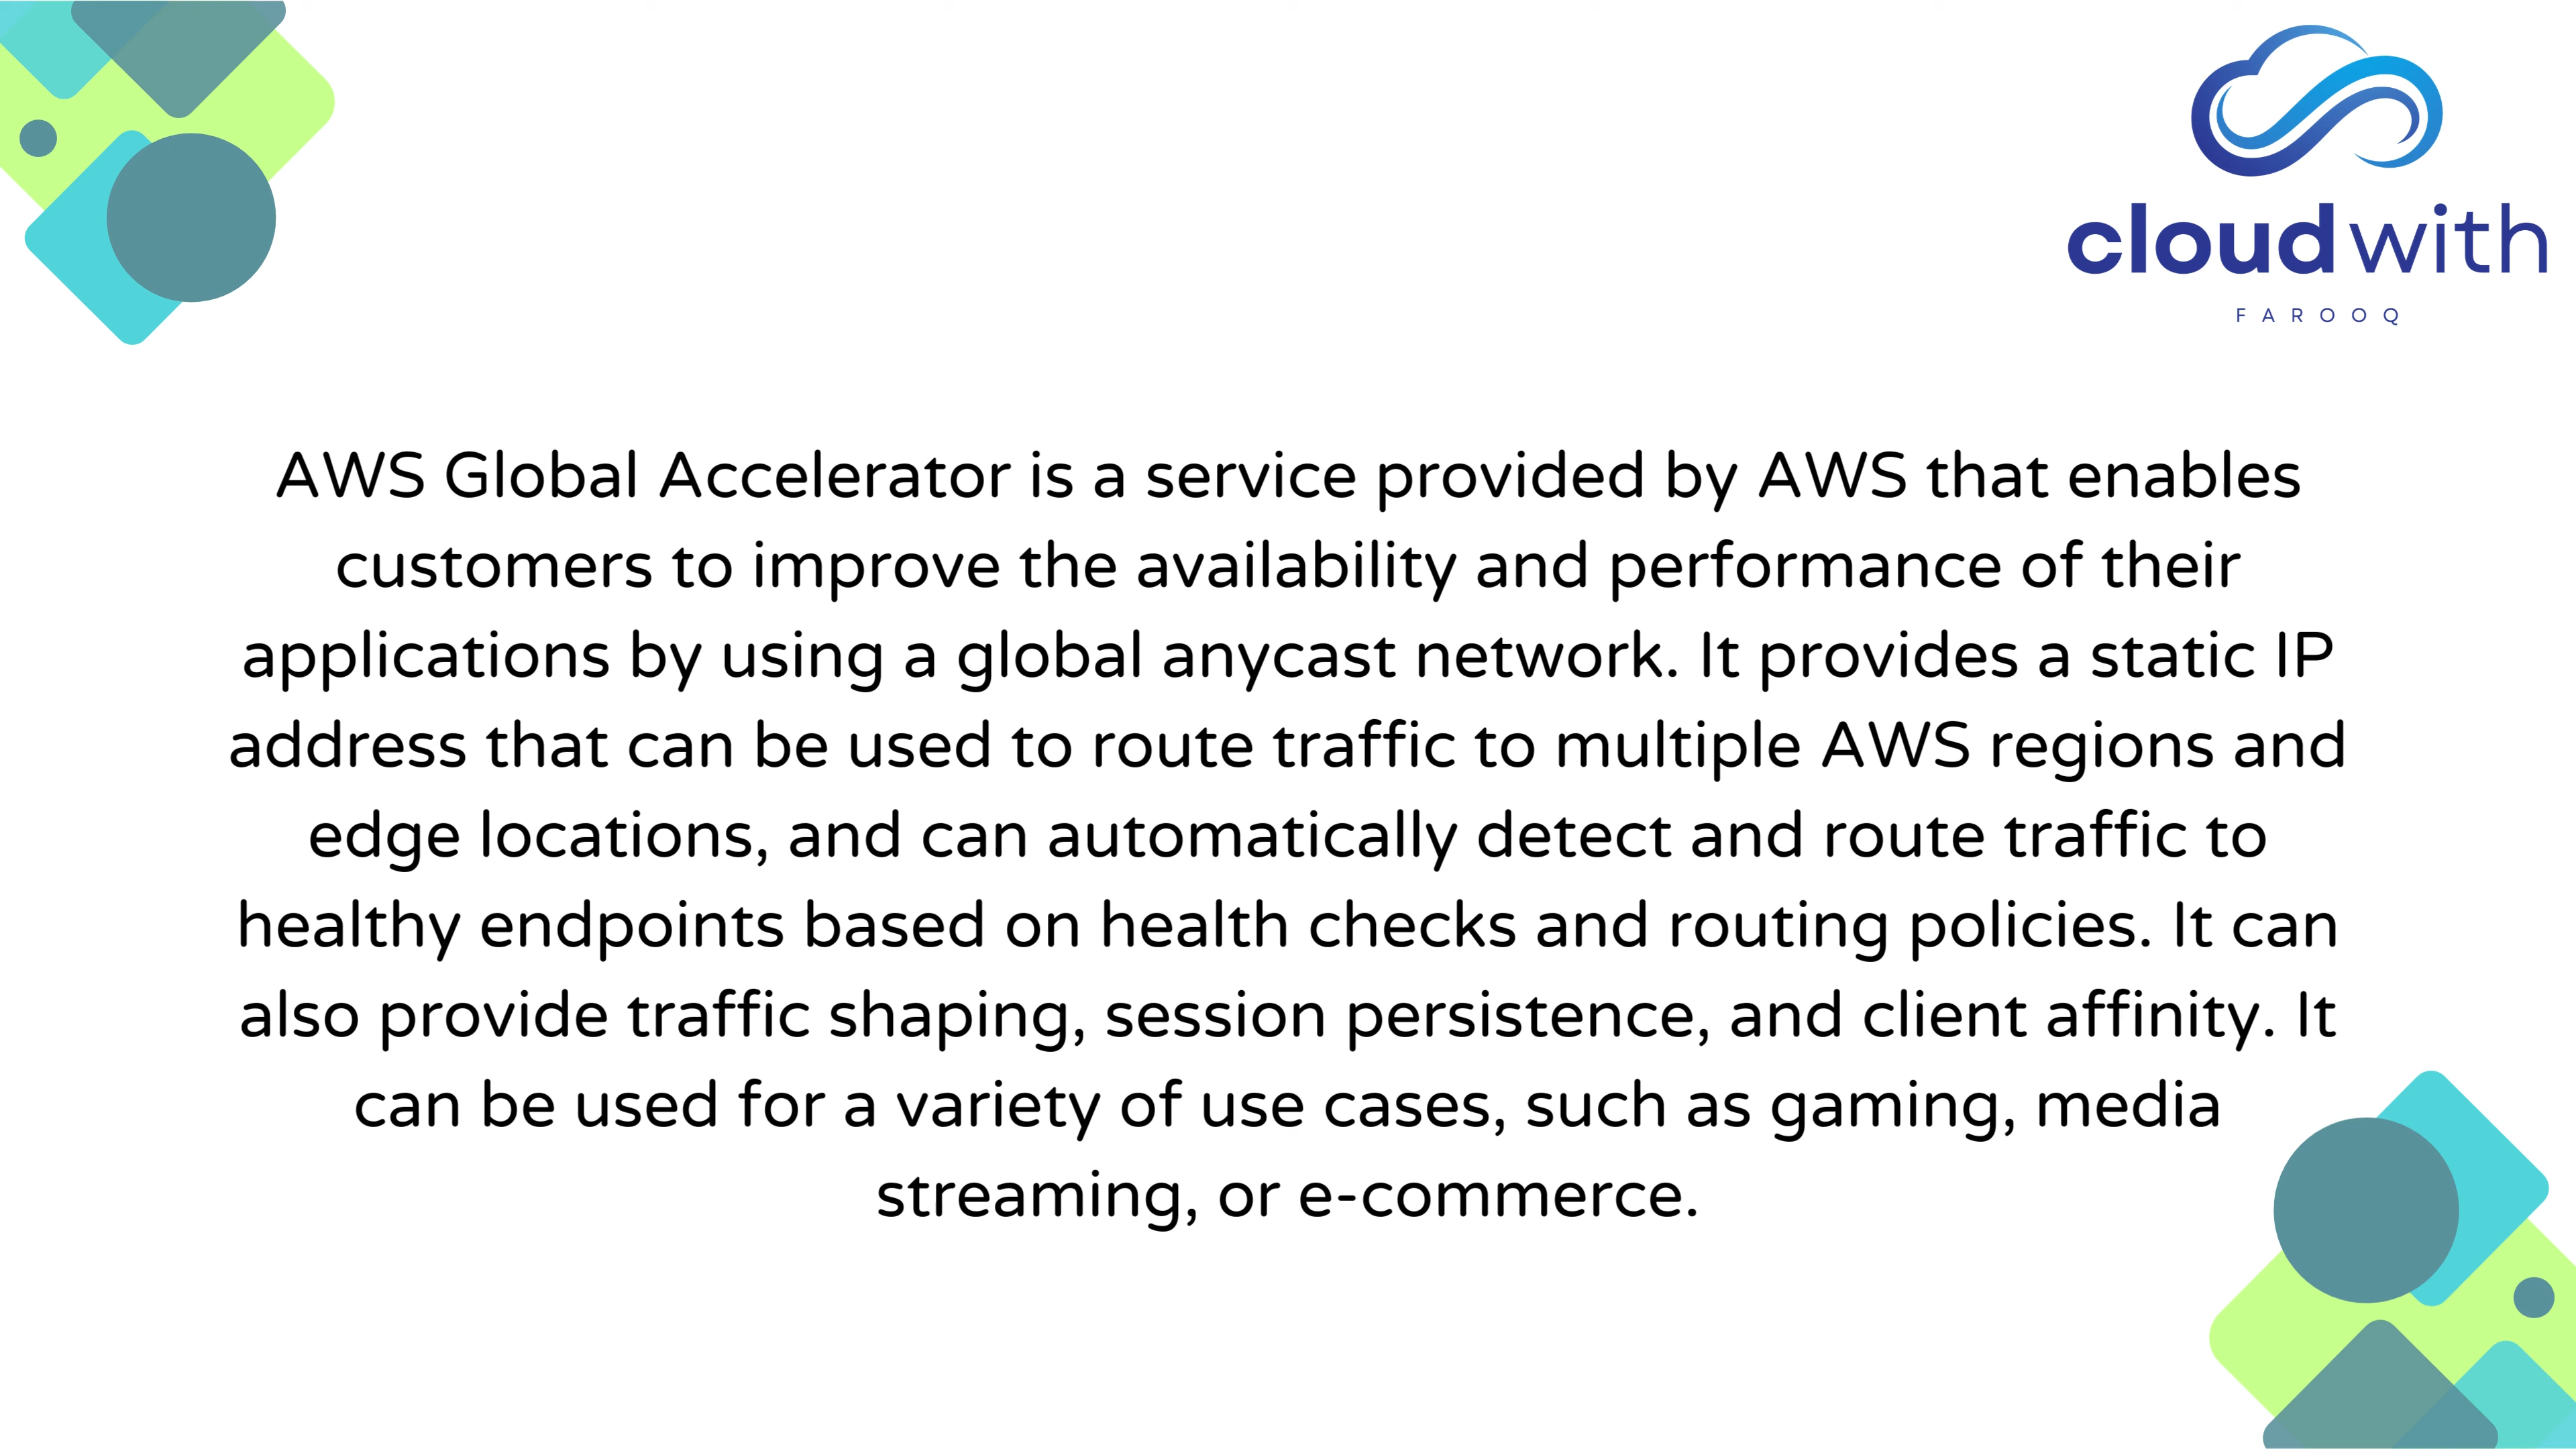 cloudwith
FAROOQ
AWS Global Accelerator is a service provided by AWS that enables
customers to improve the availability and performance of their
applications by using a global anycast network. It provides a static IP
address that can be used to route traffic to multiple AWS regions and
edge locations, and can automatically detect and route traffic to
healthy endpoints based on health checks and routing policies. It can
also provide traffic shaping, session persistence, and client affinity. It
can be used for a variety of use cases, such as gaming, media
streaming, or e-commerce.